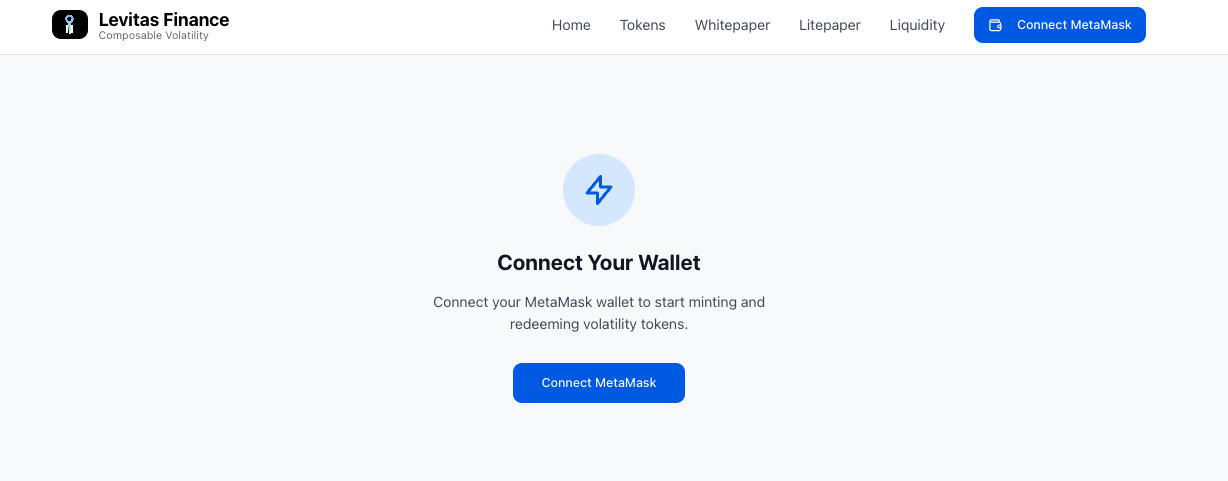 Levitas Finance
Composable Volatility
Home
Tokens
Whitepaper
Litepaper
Liquidity
Connect MetaMask
Connect Your Wallet
Connect your MetaMask wallet to start minting and
redeeming volatility tokens.
Connect MetaMask